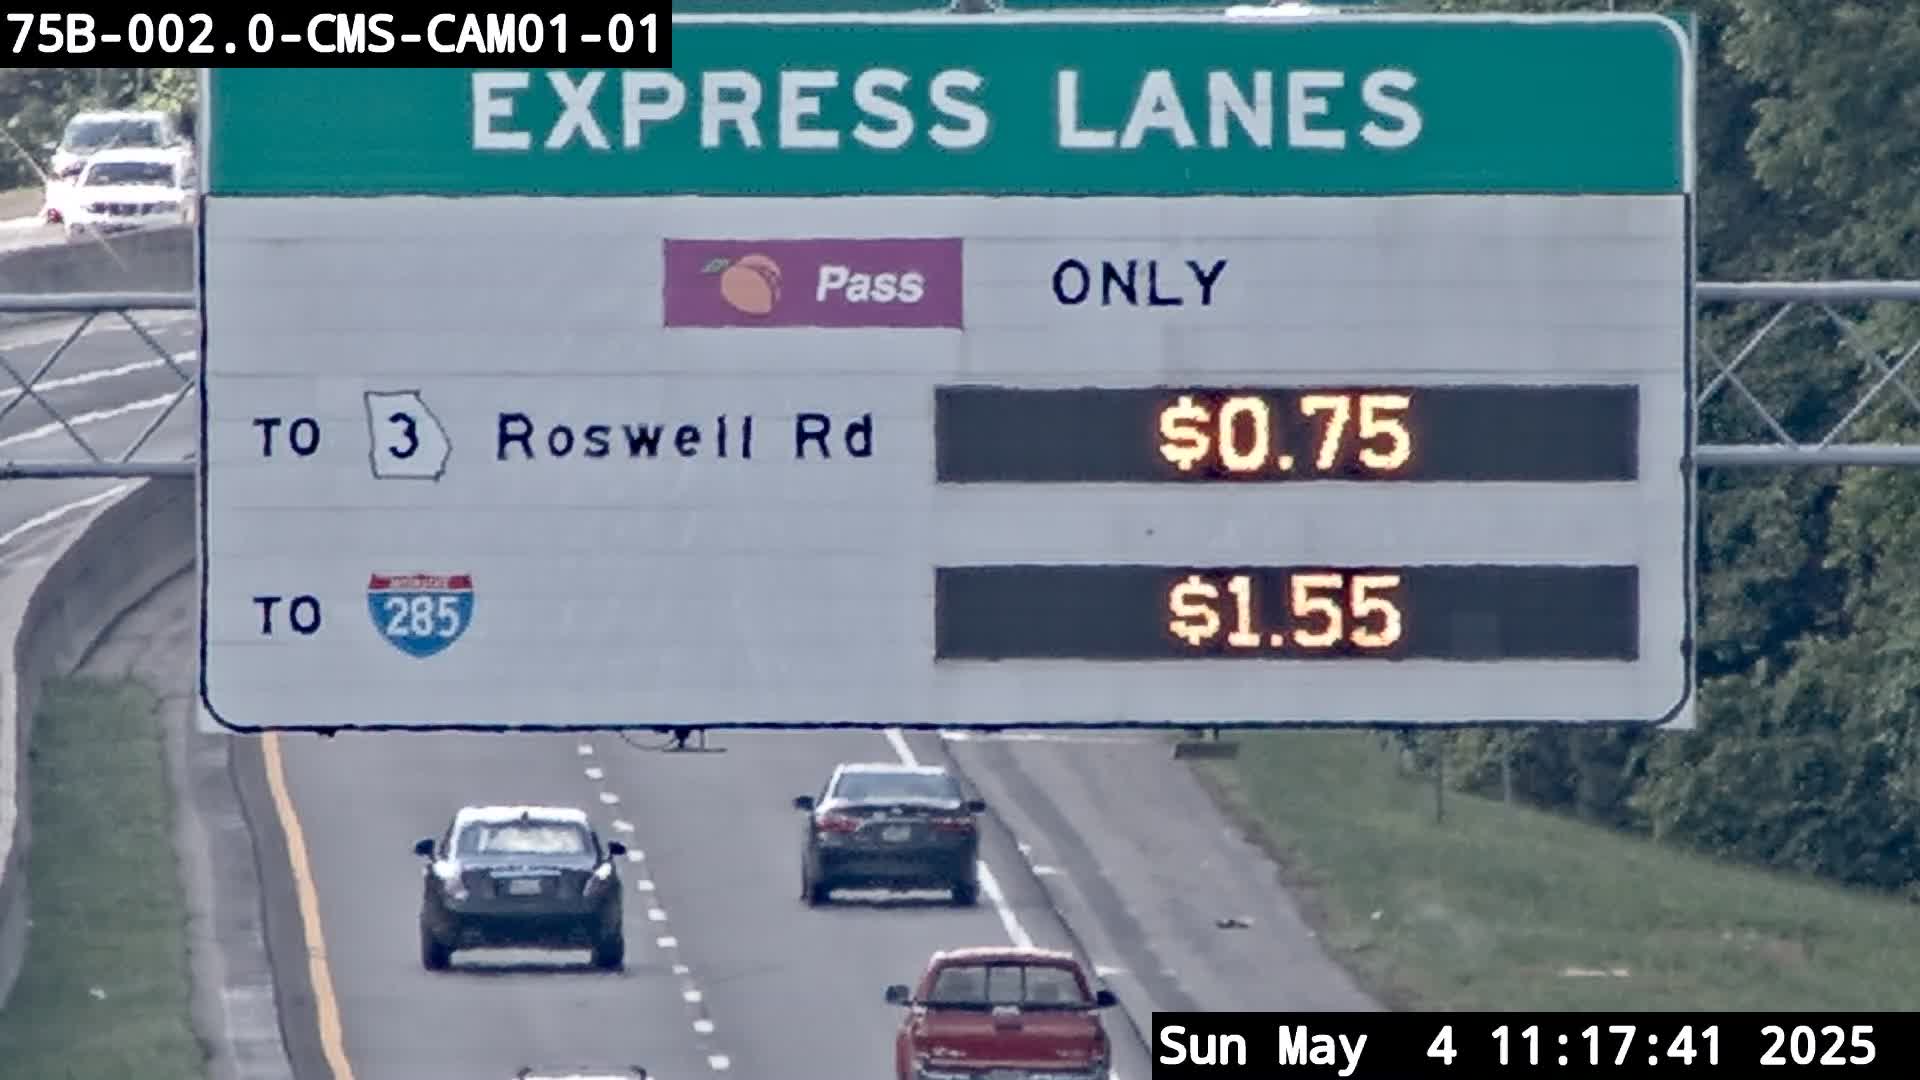 75B-002.0-CMS-CAM01-01
EXPRESS LANES
Pass ONLY
TO 3 Roswell Rd $0.75
INTERSTATE
TO 285 $1.55
Sun May 4 11:17:41 2025